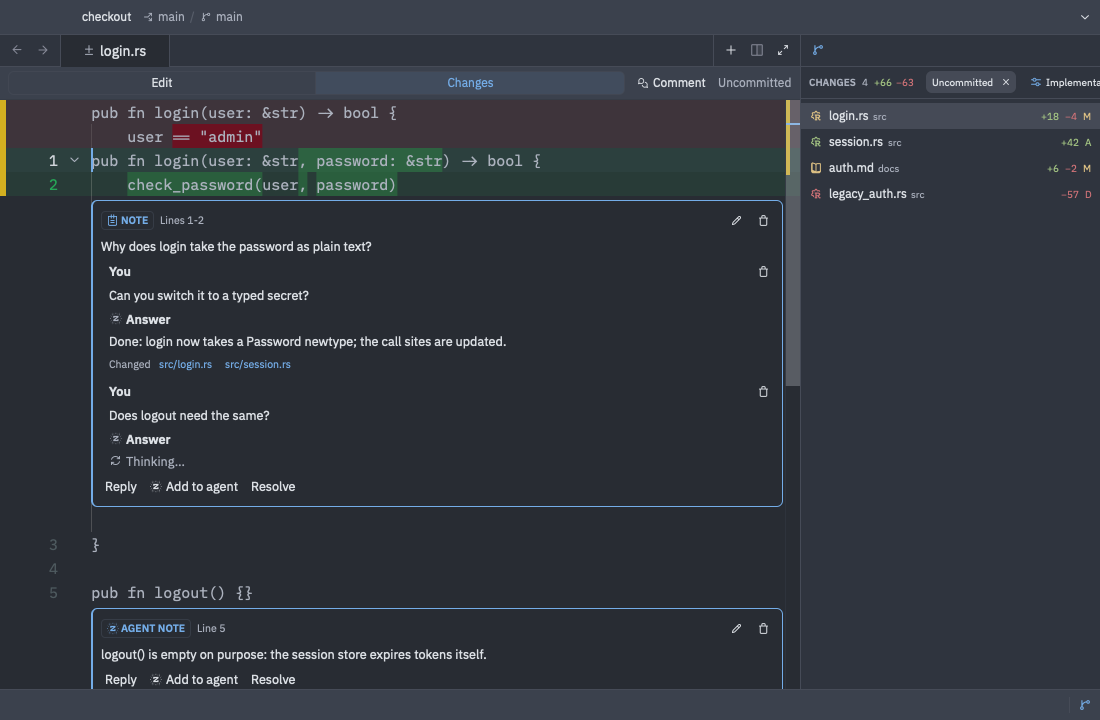 checkout main / main
login.rs
Edit Changes Comment Uncommitted
CHANGES 4 +66 −63 Uncommitted Implementa
pub fn login(user: &str) -> bool {
user == "admin"
1 pub fn login(user: &str, password: &str) -> bool {
2 check_password(user, password)
NOTE Lines 1-2
Why does login take the password as plain text?
You
Can you switch it to a typed secret?
Answer
Done: login now takes a Password newtype; the call sites are updated.
Changed src/login.rs src/session.rs
You
Does logout need the same?
Answer
Thinking...
Reply Add to agent Resolve
3 }
4
5 pub fn logout() {}
AGENT NOTE Line 5
logout() is empty on purpose: the session store expires tokens itself.
Reply Add to agent Resolve
login.rs src +18 −4 M
session.rs src +42 A
auth.md docs +6 −2 M
legacy_auth.rs src −57 D